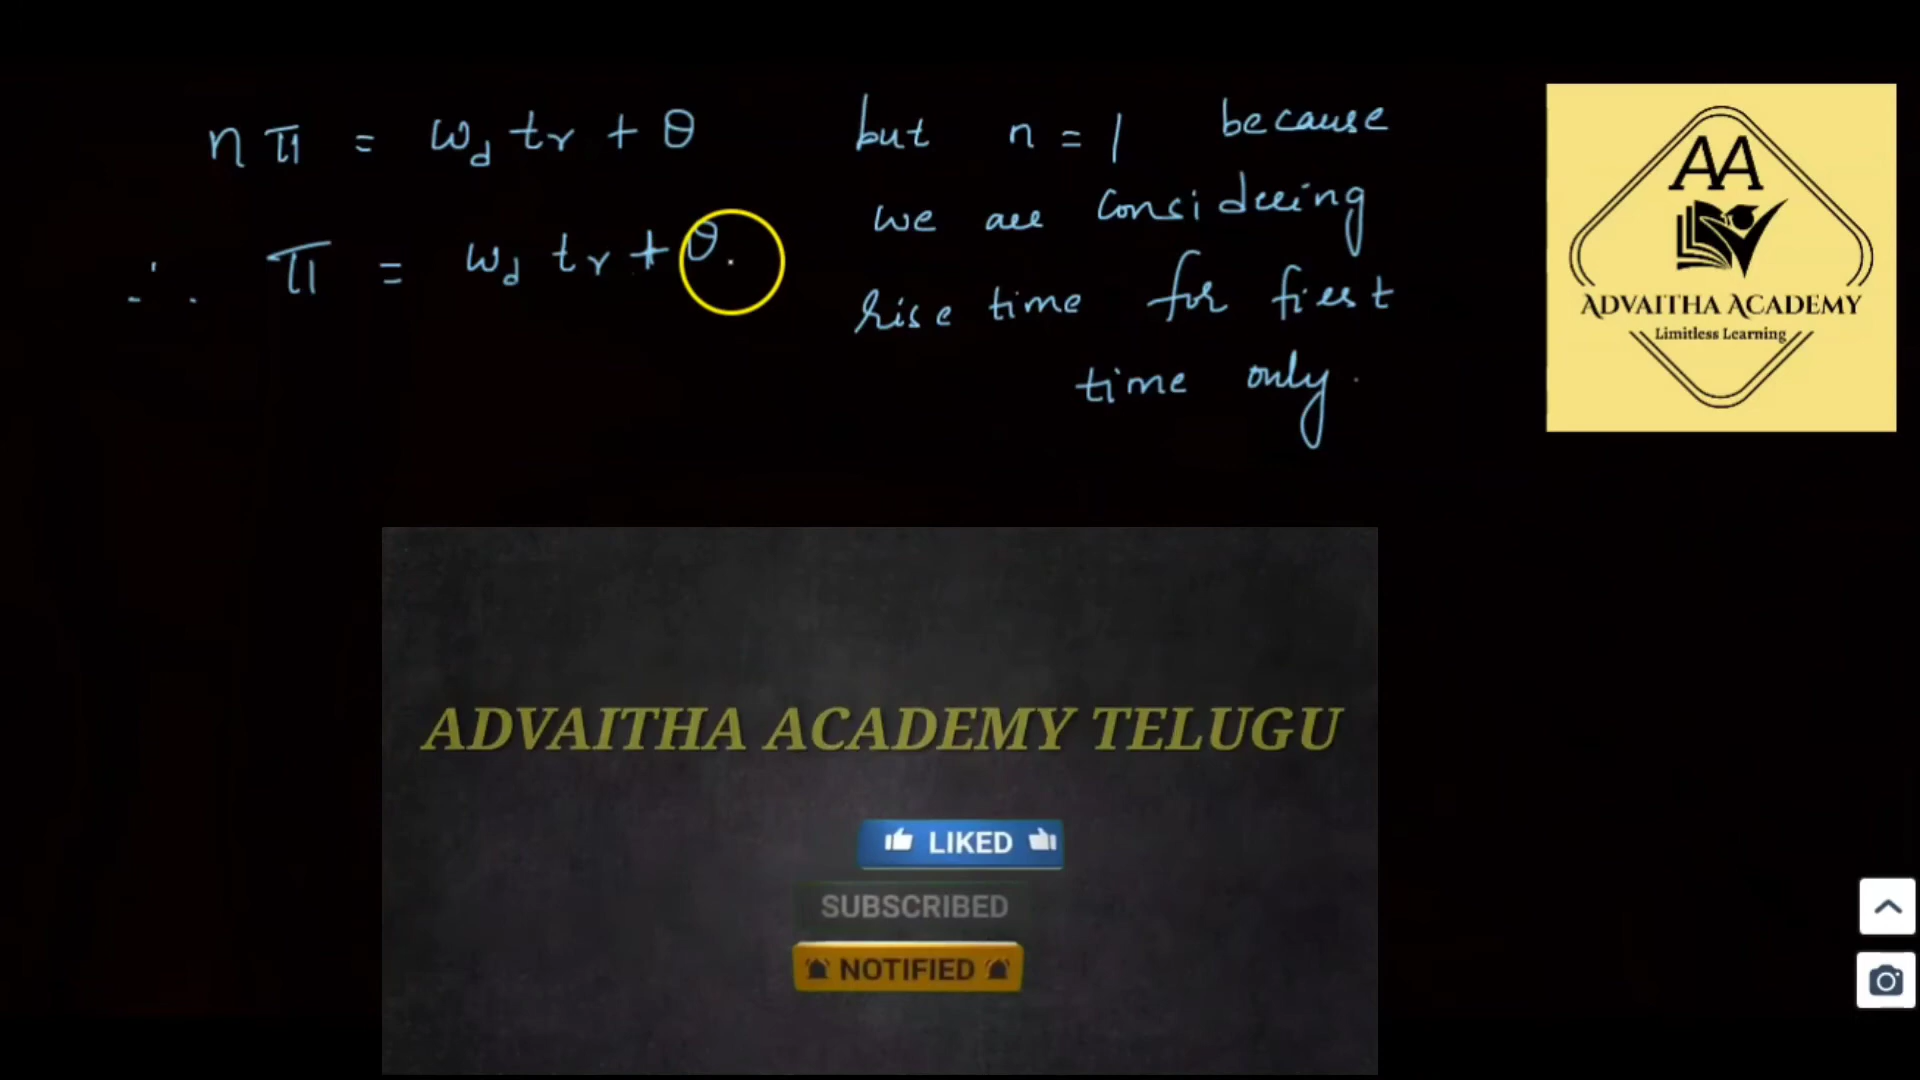 nπ = ωd tr + θ but n = 1 because
∴ π = ωd tr + θ. we are considering
rise time for first
time only.
AA
ADVAITHA ACADEMY
Limitless Learning
ADVAITHA ACADEMY TELUGU
LIKED
SUBSCRIBED
NOTIFIED